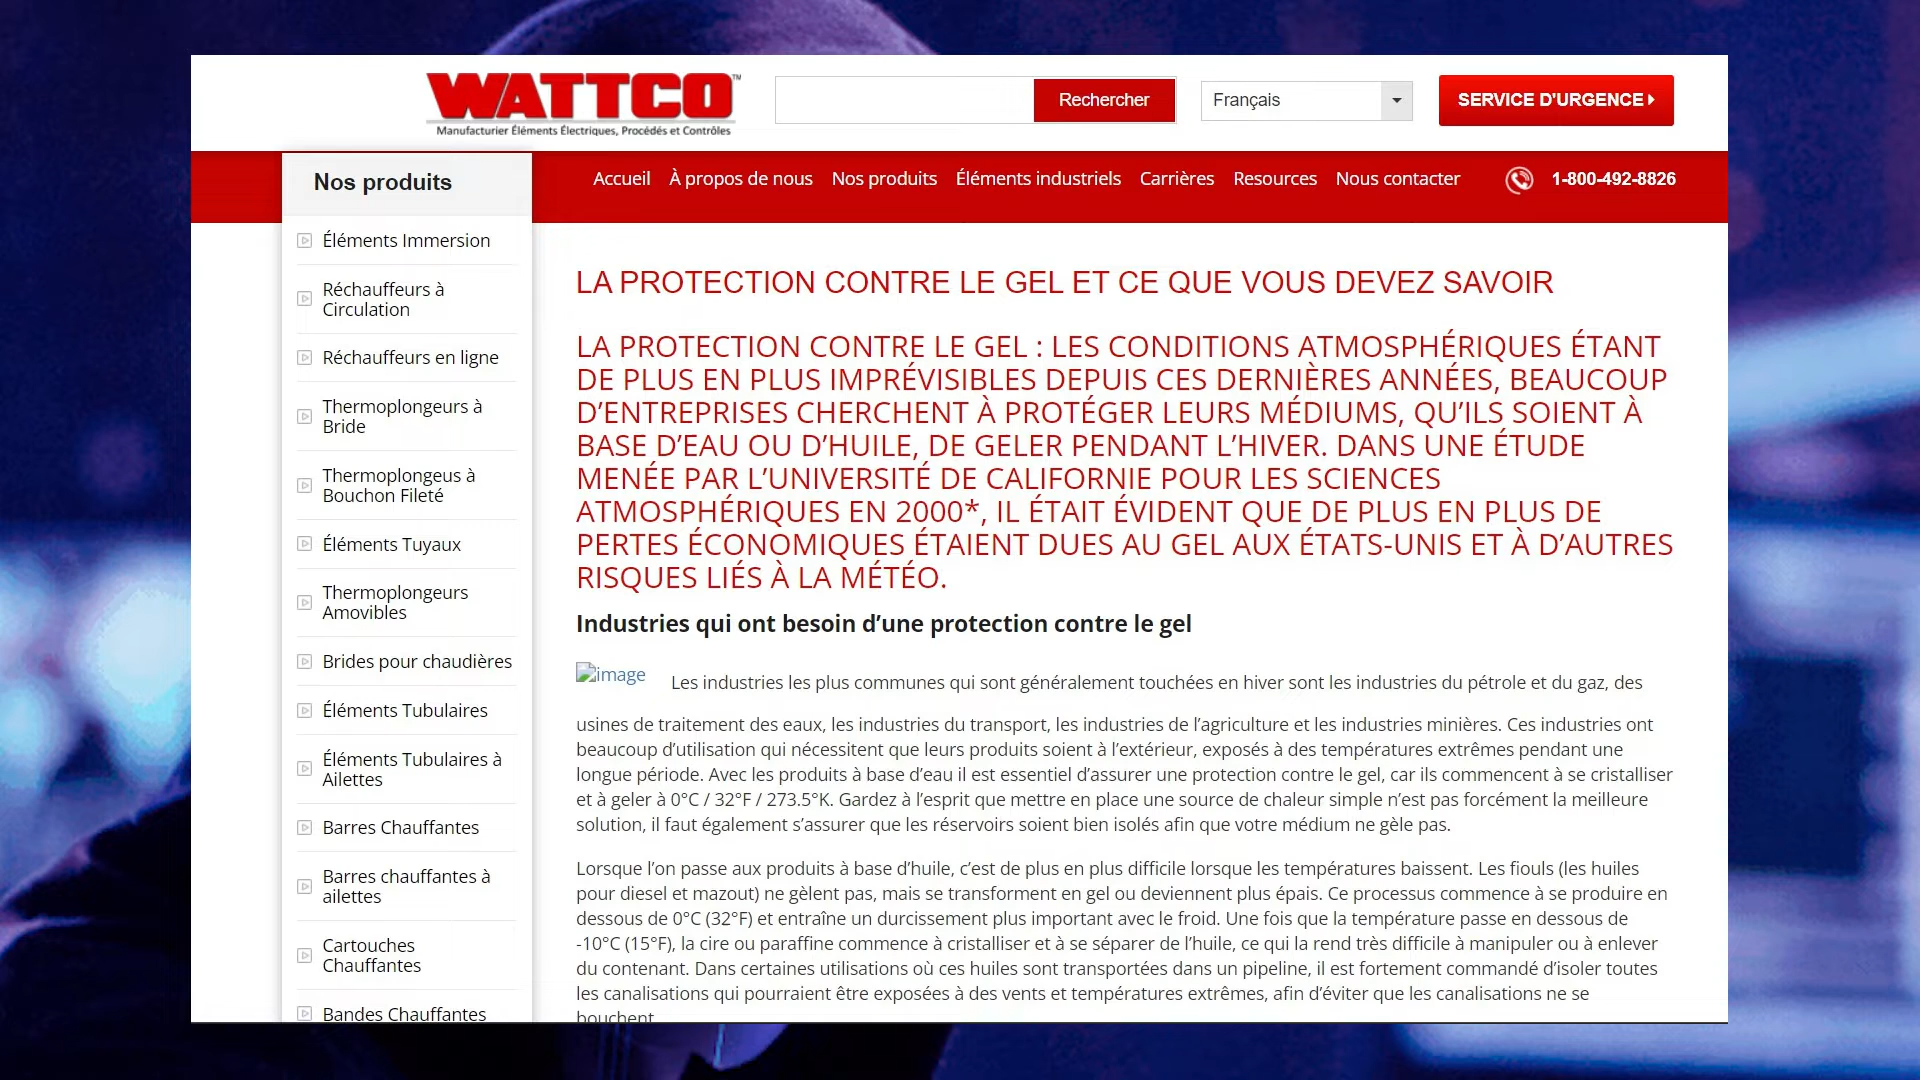 WATTCO™
Manufacturier Éléments Électriques, Procédés et Contrôles
Rechercher
Français
SERVICE D'URGENCE
Nos produits
Accueil À propos de nous Nos produits Éléments industriels Carrières Resources Nous contacter 1-800-492-8826
Éléments Immersion
Réchauffeurs à
Circulation
Réchauffeurs en ligne
Thermoplongeurs à
Bride
Thermoplongeus à
Bouchon Fileté
Éléments Tuyaux
Thermoplongeurs
Amovibles
Brides pour chaudières
Éléments Tubulaires
Éléments Tubulaires à
Ailettes
Barres Chauffantes
Barres chauffantes à
ailettes
Cartouches
Chauffantes
Bandes Chauffantes
LA PROTECTION CONTRE LE GEL ET CE QUE VOUS DEVEZ SAVOIR
LA PROTECTION CONTRE LE GEL : LES CONDITIONS ATMOSPHÉRIQUES ÉTANT
DE PLUS EN PLUS IMPRÉVISIBLES DEPUIS CES DERNIÈRES ANNÉES, BEAUCOUP
D’ENTREPRISES CHERCHENT À PROTÉGER LEURS MÉDIUMS, QU’ILS SOIENT À
BASE D’EAU OU D’HUILE, DE GELER PENDANT L’HIVER. DANS UNE ÉTUDE
MENÉE PAR L’UNIVERSITÉ DE CALIFORNIE POUR LES SCIENCES
ATMOSPHÉRIQUES EN 2000*, IL ÉTAIT ÉVIDENT QUE DE PLUS EN PLUS DE
PERTES ÉCONOMIQUES ÉTAIENT DUES AU GEL AUX ÉTATS-UNIS ET À D’AUTRES
RISQUES LIÉS À LA MÉTÉO.
Industries qui ont besoin d’une protection contre le gel
image
Les industries les plus communes qui sont généralement touchées en hiver sont les industries du pétrole et du gaz, des
usines de traitement des eaux, les industries du transport, les industries de l’agriculture et les industries minières. Ces industries ont
beaucoup d’utilisation qui nécessitent que leurs produits soient à l’extérieur, exposés à des températures extrêmes pendant une
longue période. Avec les produits à base d’eau il est essentiel d’assurer une protection contre le gel, car ils commencent à se cristalliser
et à geler à 0°C / 32°F / 273.5°K. Gardez à l’esprit que mettre en place une source de chaleur simple n’est pas forcément la meilleure
solution, il faut également s’assurer que les réservoirs soient bien isolés afin que votre médium ne gèle pas.
Lorsque l’on passe aux produits à base d’huile, c’est de plus en plus difficile lorsque les températures baissent. Les fiouls (les huiles
pour diesel et mazout) ne gèlent pas, mais se transforment en gel ou deviennent plus épais. Ce processus commence à se produire en
dessous de 0°C (32°F) et entraîne un durcissement plus important avec le froid. Une fois que la température passe en dessous de
-10°C (15°F), la cire ou paraffine commence à cristalliser et à se séparer de l’huile, ce qui la rend très difficile à manipuler ou à enlever
du contenant. Dans certaines utilisations où ces huiles sont transportées dans un pipeline, il est fortement commandé d’isoler toutes
les canalisations qui pourraient être exposées à des vents et températures extrêmes, afin d’éviter que les canalisations ne se
bouchent